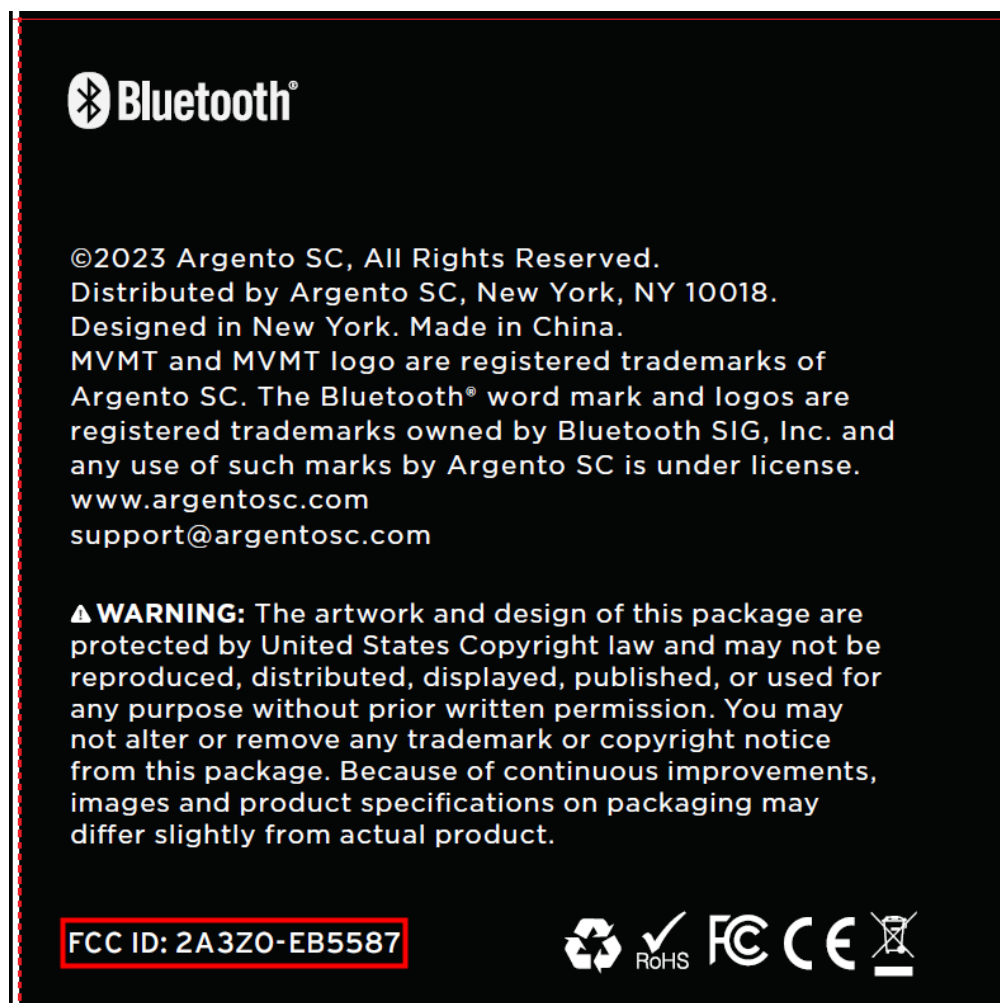 Bluetooth®
©2023 Argento SC, All Rights Reserved.
Distributed by Argento SC, New York, NY 10018.
Designed in New York. Made in China.
MVMT and MVMT logo are registered trademarks of
Argento SC. The Bluetooth® word mark and logos are
registered trademarks owned by Bluetooth SIG, Inc. and
any use of such marks by Argento SC is under license.
www.argentosc.com
support@argentosc.com
⚠WARNING: The artwork and design of this package are
protected by United States Copyright law and may not be
reproduced, distributed, displayed, published, or used for
any purpose without prior written permission. You may
not alter or remove any trademark or copyright notice
from this package. Because of continuous improvements,
images and product specifications on packaging may
differ slightly from actual product.
FCC ID: 2A3ZO-EB5587 RoHS FC CE